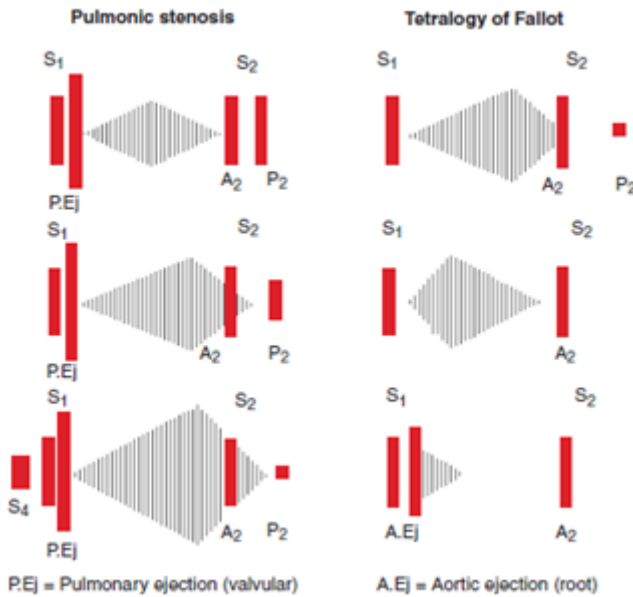 Pulmonic stenosis
S1 S2
P.Ej A2 P2
S1 S2
P.Ej A2 P2
S1 S2
S4 P.Ej A2 P2
P.Ej = Pulmonary ejection (valvular)
Tetralogy of Fallot
S1 S2
A2 P2
S1 S2
A2
S1 S2
A.Ej A2
A.Ej = Aortic ejection (root)